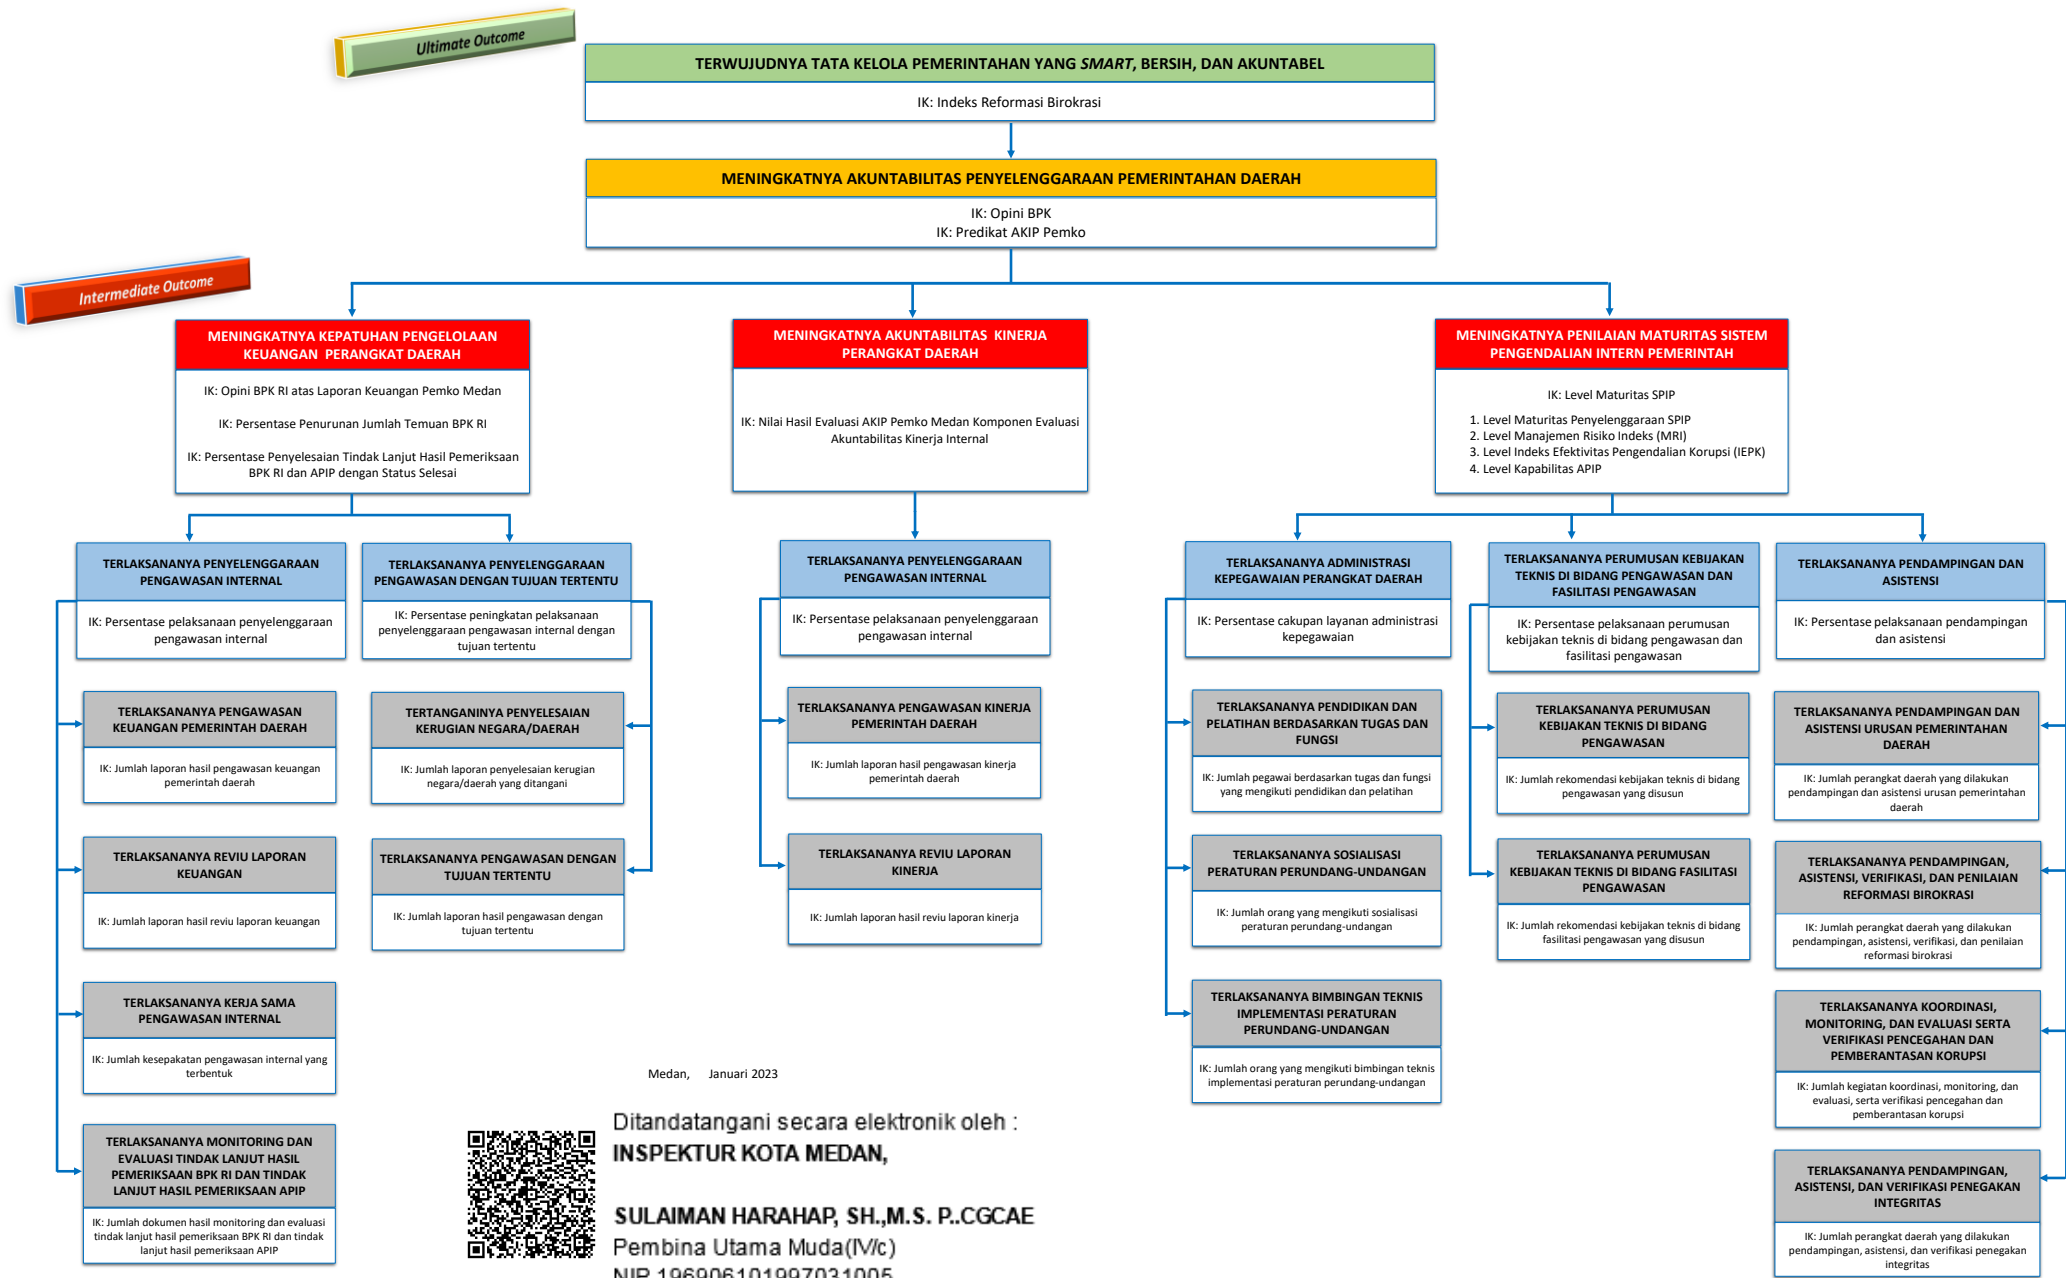 Ultimate Outcome
TERWUJUDNYA TATA KELOLA PEMERINTAHAN YANG SMART, BERSIH, DAN AKUNTABEL
IK: Indeks Reformasi Birokrasi
MENINGKATNYA AKUNTABILITAS PENYELENGGARAAN PEMERINTAHAN DAERAH
IK: Opini BPK
IK: Predikat AKIP Pemko
Intermediate Outcome
MENINGKATNYA KEPATUHAN PENGELOLAAN
KEUANGAN PERANGKAT DAERAH
IK: Opini BPK RI atas Laporan Keuangan Pemko Medan
IK: Persentase Penurunan Jumlah Temuan BPK RI
IK: Persentase Penyelesaian Tindak Lanjut Hasil Pemeriksaan
BPK RI dan APIP dengan Status Selesai
MENINGKATNYA AKUNTABILITAS KINERJA
PERANGKAT DAERAH
IK: Nilai Hasil Evaluasi AKIP Pemko Medan Komponen Evaluasi
Akuntabilitas Kinerja Internal
MENINGKATNYA PENILAIAN MATURITAS SISTEM
PENGENDALIAN INTERN PEMERINTAH
IK: Level Maturitas SPIP
1. Level Maturitas Penyelenggaraan SPIP
2. Level Manajemen Risiko Indeks (MRI)
3. Level Indeks Efektivitas Pengendalian Korupsi (IEPK)
4. Level Kapabilitas APIP
TERLAKSANANYA PENYELENGGARAAN
PENGAWASAN INTERNAL
IK: Persentase pelaksanaan penyelenggaraan
pengawasan internal
TERLAKSANANYA PENYELENGGARAAN
PENGAWASAN DENGAN TUJUAN TERTENTU
IK: Persentase peningkatan pelaksanaan
penyelenggaraan pengawasan internal dengan
tujuan tertentu
TERLAKSANANYA PENYELENGGARAAN
PENGAWASAN INTERNAL
IK: Persentase pelaksanaan penyelenggaraan
pengawasan internal
TERLAKSANANYA ADMINISTRASI
KEPEGAWAIAN PERANGKAT DAERAH
IK: Persentase cakupan layanan administrasi
kepegawaian
TERLAKSANANYA PERUMUSAN KEBIJAKAN
TEKNIS DI BIDANG PENGAWASAN DAN
FASILITASI PENGAWASAN
IK: Persentase pelaksanaan perumusan
kebijakan teknis di bidang pengawasan dan
fasilitasi pengawasan
TERLAKSANANYA PENDAMPINGAN DAN
ASISTENSI
IK: Persentase pelaksanaan pendampingan
dan asistensi
TERLAKSANANYA PENGAWASAN
KEUANGAN PEMERINTAH DAERAH
IK: Jumlah laporan hasil pengawasan keuangan
pemerintah daerah
TERTANGANINYA PENYELESAIAN
KERUGIAN NEGARA/DAERAH
IK: Jumlah laporan penyelesaian kerugian
negara/daerah yang ditangani
TERLAKSANANYA PENGAWASAN KINERJA
PEMERINTAH DAERAH
IK: Jumlah laporan hasil pengawasan kinerja
pemerintah daerah
TERLAKSANANYA PENDIDIKAN DAN
PELATIHAN BERDASARKAN TUGAS DAN
FUNGSI
IK: Jumlah pegawai berdasarkan tugas dan fungsi
yang mengikuti pendidikan dan pelatihan
TERLAKSANANYA PERUMUSAN
KEBIJAKAN TEKNIS DI BIDANG
PENGAWASAN
IK: Jumlah rekomendasi kebijakan teknis di bidang
pengawasan yang disusun
TERLAKSANANYA PENDAMPINGAN DAN
ASISTENSI URUSAN PEMERINTAHAN
DAERAH
IK: Jumlah perangkat daerah yang dilakukan
pendampingan dan asistensi urusan pemerintahan
daerah
TERLAKSANANYA REVIU LAPORAN
KEUANGAN
IK: Jumlah laporan hasil reviu laporan keuangan
TERLAKSANANYA PENGAWASAN DENGAN
TUJUAN TERTENTU
IK: Jumlah laporan hasil pengawasan dengan
tujuan tertentu
TERLAKSANANYA REVIU LAPORAN
KINERJA
IK: Jumlah laporan hasil reviu laporan kinerja
TERLAKSANANYA SOSIALISASI
PERATURAN PERUNDANG-UNDANGAN
IK: Jumlah orang yang mengikuti sosialisasi
peraturan perundang-undangan
TERLAKSANANYA PERUMUSAN
KEBIJAKAN TEKNIS DI BIDANG FASILITASI
PENGAWASAN
IK: Jumlah rekomendasi kebijakan teknis di bidang
fasilitasi pengawasan yang disusun
TERLAKSANANYA PENDAMPINGAN,
ASISTENSI, VERIFIKASI, DAN PENILAIAN
REFORMASI BIROKRASI
IK: Jumlah perangkat daerah yang dilakukan
pendampingan, asistensi, verifikasi, dan penilaian
reformasi birokrasi
TERLAKSANANYA KERJA SAMA
PENGAWASAN INTERNAL
IK: Jumlah kesepakatan pengawasan internal yang
terbentuk
TERLAKSANANYA BIMBINGAN TEKNIS
IMPLEMENTASI PERATURAN
PERUNDANG-UNDANGAN
IK: Jumlah orang yang mengikuti bimbingan teknis
implementasi peraturan perundang-undangan
TERLAKSANANYA KOORDINASI,
MONITORING, DAN EVALUASI SERTA
VERIFIKASI PENCEGAHAN DAN
PEMBERANTASAN KORUPSI
IK: Jumlah kegiatan koordinasi, monitoring, dan
evaluasi, serta verifikasi pencegahan dan
pemberantasan korupsi
TERLAKSANANYA MONITORING DAN
EVALUASI TINDAK LANJUT HASIL
PEMERIKSAAN BPK RI DAN TINDAK
LANJUT HASIL PEMERIKSAAN APIP
IK: Jumlah dokumen hasil monitoring dan evaluasi
tindak lanjut hasil pemeriksaan BPK RI dan tindak
lanjut hasil pemeriksaan APIP
TERLAKSANANYA PENDAMPINGAN,
ASISTENSI, DAN VERIFIKASI PENEGAKAN
INTEGRITAS
IK: Jumlah perangkat daerah yang dilakukan
pendampingan, asistensi, dan verifikasi penegakan
integritas
Medan, Januari 2023
Ditandatangani secara elektronik oleh :
INSPEKTUR KOTA MEDAN,
SULAIMAN HARAHAP, SH.,M.S. P..CGCAE
Pembina Utama Muda(IV/c)
NIP 196906101997031005